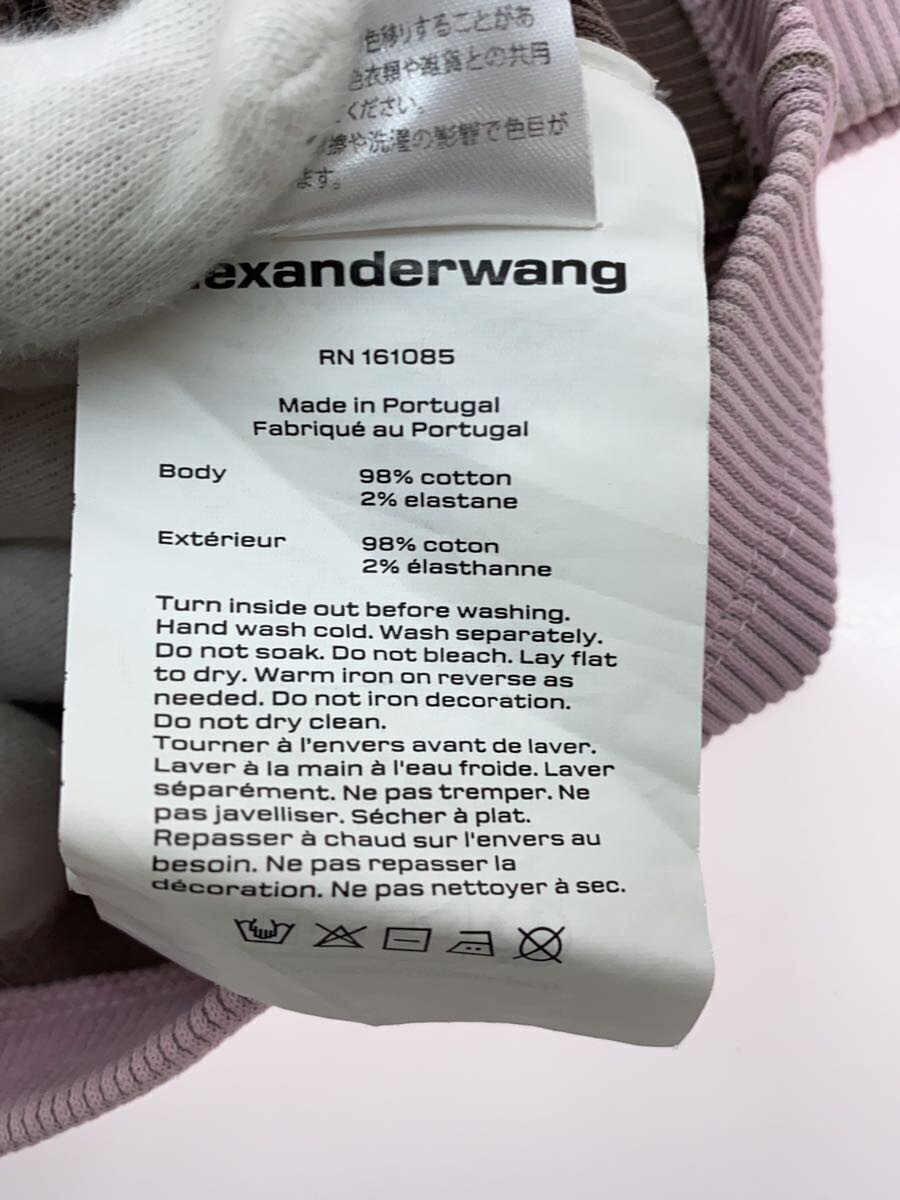 色移りすることがあ
色衣類や雑貨との共用
ください。
擦や洗濯の影響で色目が
ます。
exanderwang
RN 161085
Made in Portugal
Fabriqué au Portugal
Body 98% cotton
2% elastane
Extérieur 98% coton
2% élasthanne
Turn inside out before washing.
Hand wash cold. Wash separately.
Do not soak. Do not bleach. Lay flat
to dry. Warm iron on reverse as
needed. Do not iron decoration.
Do not dry clean.
Tourner à l'envers avant de laver.
Laver à la main à l'eau froide. Laver
séparément. Ne pas tremper. Ne
pas javelliser. Sécher à plat.
Repasser à chaud sur l'envers au
besoin. Ne pas repasser la
décoration. Ne pas nettoyer à sec.